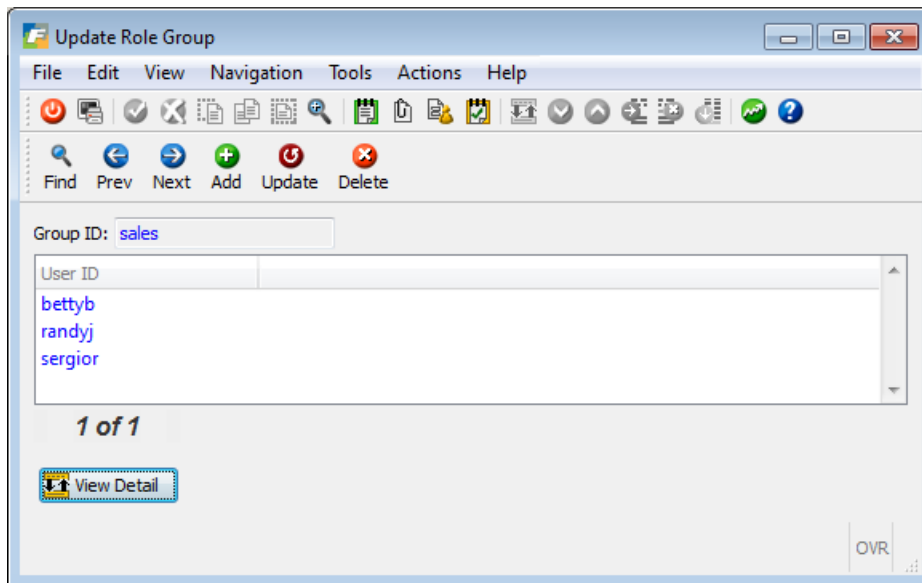 Update Role Group
File Edit View Navigation Tools Actions Help
Find Prev Next Add Update Delete
Group ID: sales
User ID
bettyb
randyj
sergior
1 of 1
View Detail
OVR